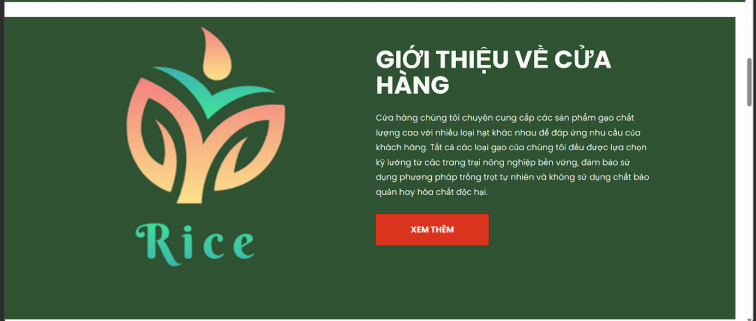 GIỚI THIỆU VỀ CỬA
HÀNG
Cửa hàng chúng tôi chuyên cung cấp các sản phẩm gạo chất
lượng cao với nhiều loại hạt khác nhau để đáp ứng nhu cầu của
khách hàng. Tất cả các loại gạo của chúng tôi đều được lựa chọn
kỹ lưỡng từ các trang trại nông nghiệp bền vững, đảm bảo sử
dụng phương pháp trồng trọt tự nhiên và không sử dụng chất bảo
quản hay hóa chất độc hại.
XEM THÊM
Rice